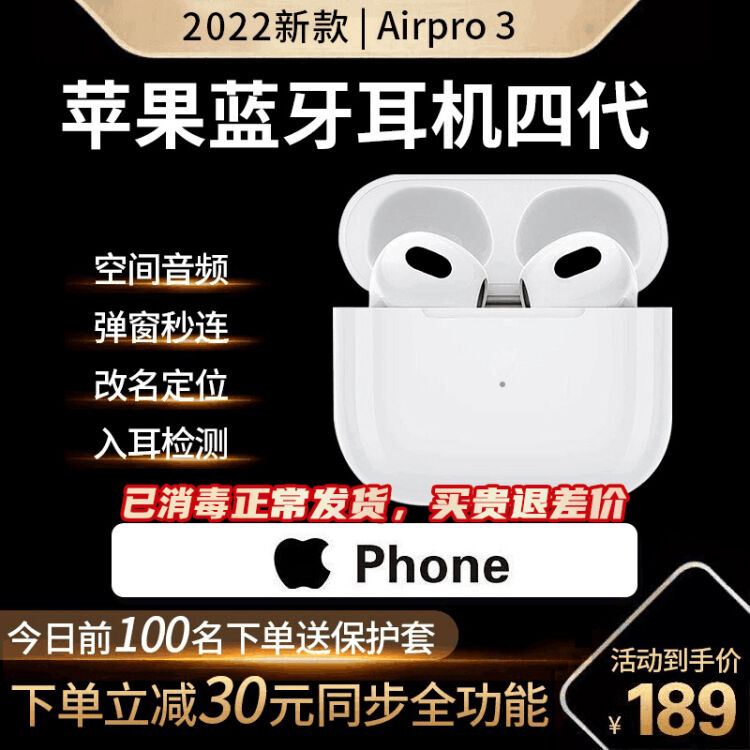 2022新款 | Airpro 3
苹果蓝牙耳机四代
空间音频
弹窗秒连
改名定位
入耳检测
已消毒正常发货，买贵退差价
Phone
今日前100名下单送保护套
下单立减30元同步全功能
活动到手价
¥189